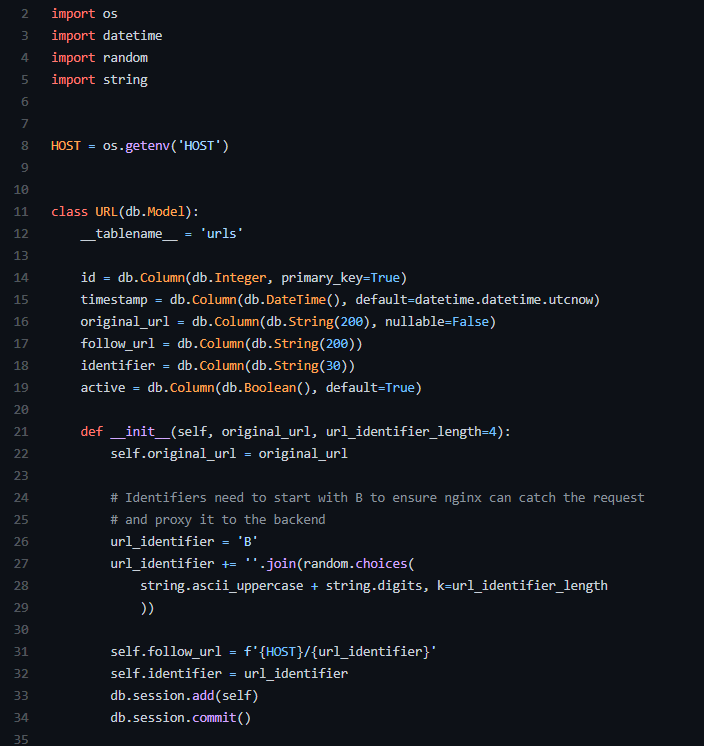 2 import os
3 import datetime
4 import random
5 import string
6
7
8 HOST = os.getenv('HOST')
9
10
11 class URL(db.Model):
12     __tablename__ = 'urls'
13
14     id = db.Column(db.Integer, primary_key=True)
15     timestamp = db.Column(db.DateTime(), default=datetime.datetime.utcnow)
16     original_url = db.Column(db.String(200), nullable=False)
17     follow_url = db.Column(db.String(200))
18     identifier = db.Column(db.String(30))
19     active = db.Column(db.Boolean(), default=True)
20
21     def __init__(self, original_url, url_identifier_length=4):
22         self.original_url = original_url
23
24         # Identifiers need to start with B to ensure nginx can catch the request
25         # and proxy it to the backend
26         url_identifier = 'B'
27         url_identifier += ''.join(random.choices(
28             string.ascii_uppercase + string.digits, k=url_identifier_length
29             ))
30
31         self.follow_url = f'{HOST}/{url_identifier}'
32         self.identifier = url_identifier
33         db.session.add(self)
34         db.session.commit()
35